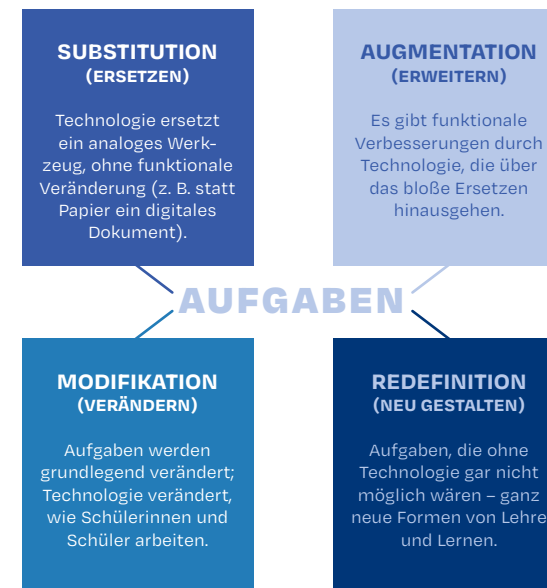 SUBSTITUTION
(ERSETZEN)
Technologie ersetzt
ein analoges Werk-
zeug, ohne funktionale
Veränderung (z. B. statt
Papier ein digitales
Dokument).
AUGMENTATION
(ERWEITERN)
Es gibt funktionale
Verbesserungen durch
Technologie, die über
das bloße Ersetzen
hinausgehen.
AUFGABEN
MODIFIKATION
(VERÄNDERN)
Aufgaben werden
grundlegend verändert;
Technologie verändert,
wie Schülerinnen und
Schüler arbeiten.
REDEFINITION
(NEU GESTALTEN)
Aufgaben, die ohne
Technologie gar nicht
möglich wären – ganz
neue Formen von Lehre
und Lernen.